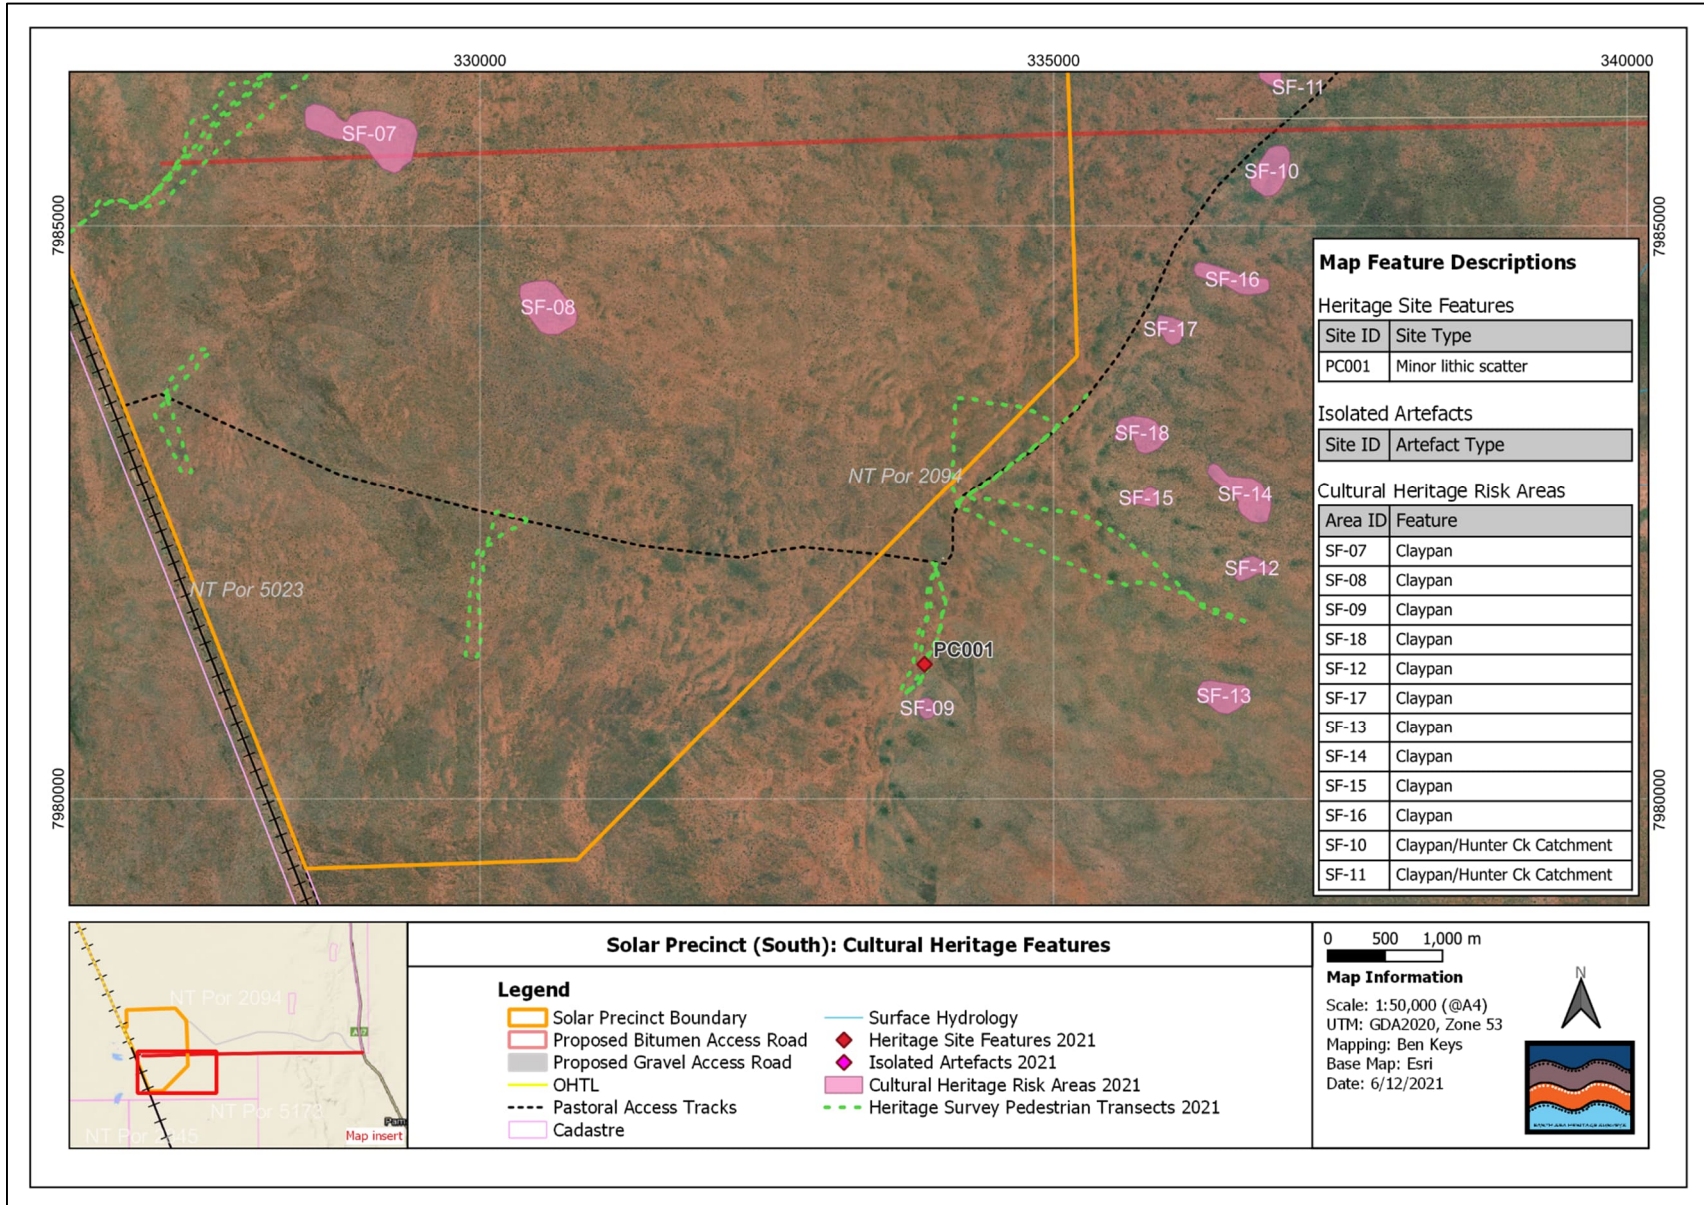 330000
335000
340000
SF-11
SF-07
SF-10
7985000
7985000
SF-16
SF-08
SF-17
SF-18
NT Por 2094
SF-15
SF-14
SF-12
NT Por 5023
PC001
SF-13
SF-09
7980000
7980000
Map Feature Descriptions
Heritage Site Features
Site ID Site Type
PC001 Minor lithic scatter
Isolated Artefacts
Site ID Artefact Type
Cultural Heritage Risk Areas
Area ID Feature
SF-07 Claypan
SF-08 Claypan
SF-09 Claypan
SF-18 Claypan
SF-12 Claypan
SF-17 Claypan
SF-13 Claypan
SF-14 Claypan
SF-15 Claypan
SF-16 Claypan
SF-10 Claypan/Hunter Ck Catchment
SF-11 Claypan/Hunter Ck Catchment
NT Por 2094
NT Por 5173
Map insert
Solar Precinct (South): Cultural Heritage Features
Legend
Solar Precinct Boundary
Proposed Bitumen Access Road
Proposed Gravel Access Road
OHTL
Pastoral Access Tracks
Cadastre
Surface Hydrology
Heritage Site Features 2021
Isolated Artefacts 2021
Cultural Heritage Risk Areas 2021
Heritage Survey Pedestrian Transects 2021
0 500 1,000 m
Map Information
Scale: 1:50,000 (@A4)
UTM: GDA2020, Zone 53
Mapping: Ben Keys
Base Map: Esri
Date: 6/12/2021
N